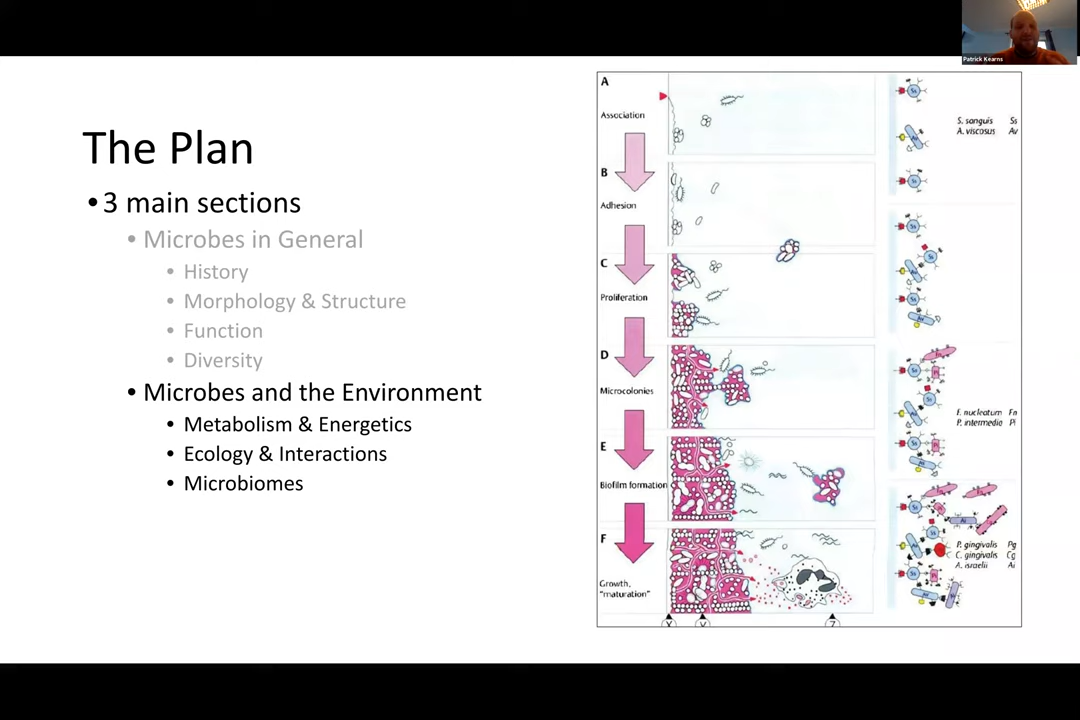 Patrick Kearns
The Plan
•3 main sections
• Microbes in General
• History
• Morphology & Structure
• Function
• Diversity
• Microbes and the Environment
• Metabolism & Energetics
• Ecology & Interactions
• Microbiomes
A
Association
B
Adhesion
C
Proliferation
D
Microcolonies
E
Biofilm formation
F
Growth,
"maturation"
X Y Z
S. sanguis Ss
A. viscosus Av
F. nucleatum Fn
P. intermedia Pi
P. gingivalis Pg
C. gingivalis Cg
A. israelii Ai